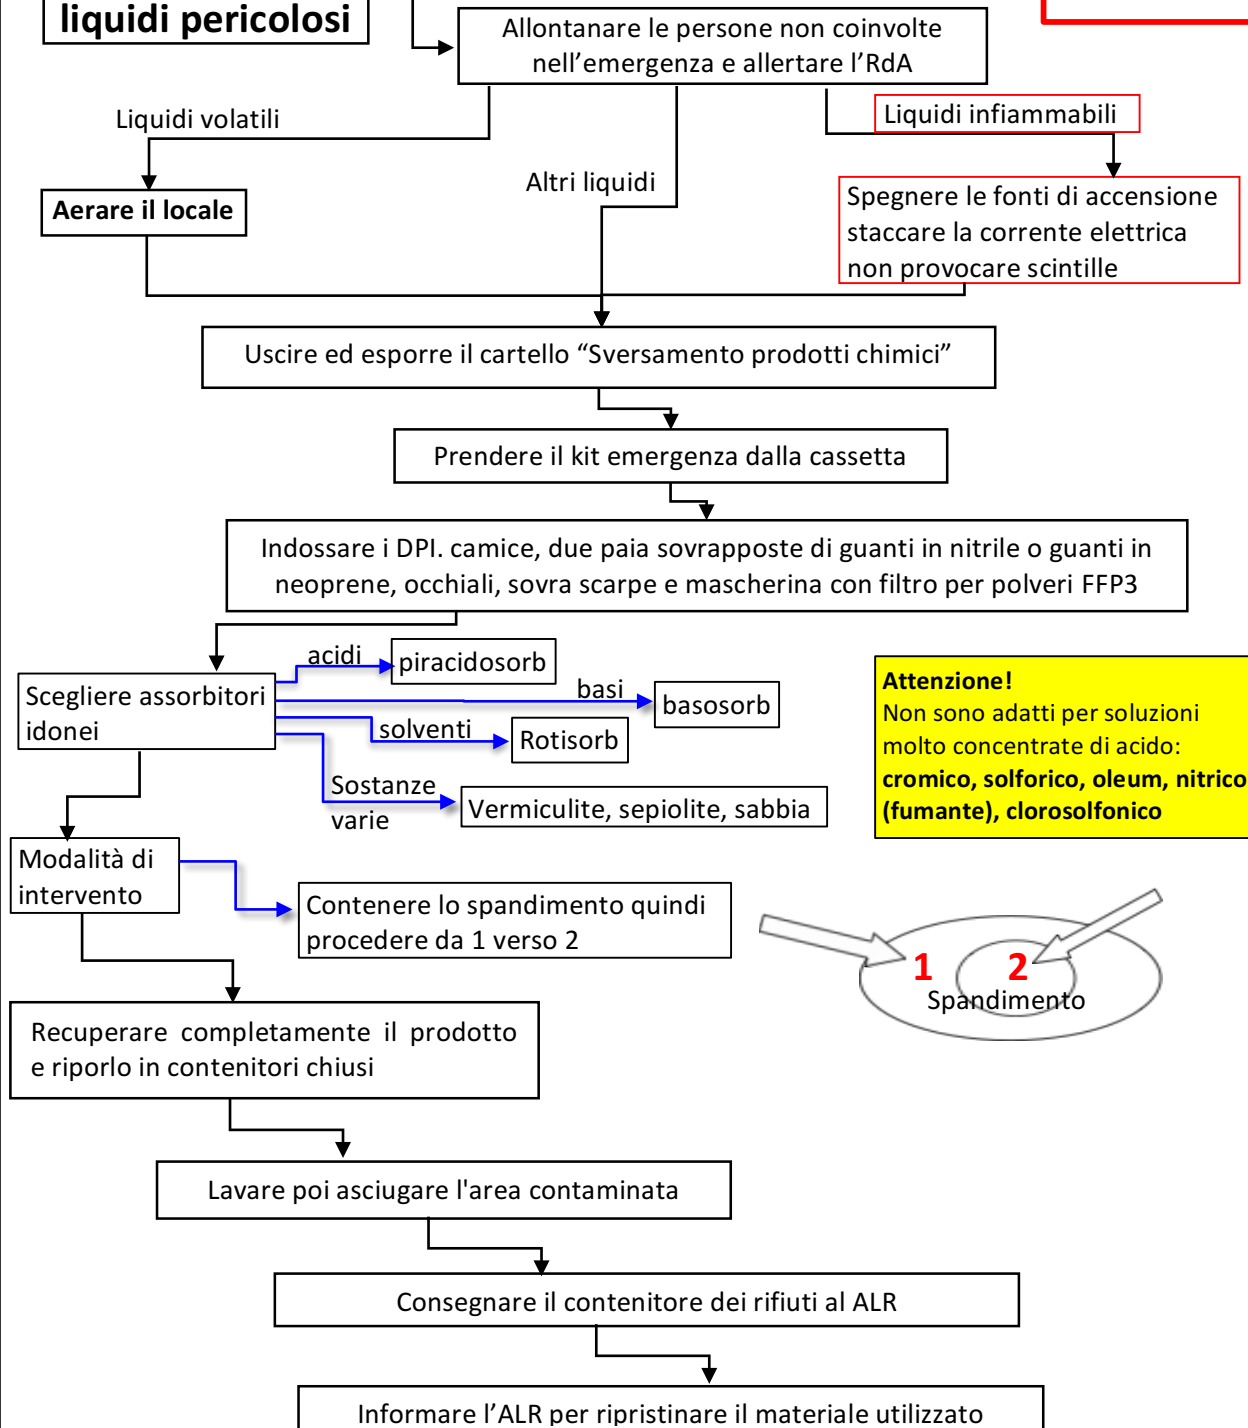 liquidi pericolosi
Allontanare le persone non coinvolte
nell’emergenza e allertare l’RdA
Liquidi volatili
Liquidi infiammabili
Altri liquidi
Aerare il locale
Spegnere le fonti di accensione
staccare la corrente elettrica
non provocare scintille
Uscire ed esporre il cartello “Sversamento prodotti chimici”
Prendere il kit emergenza dalla cassetta
Indossare i DPI. camice, due paia sovrapposte di guanti in nitrile o guanti in
neoprene, occhiali, sovra scarpe e mascherina con filtro per polveri FFP3
Scegliere assorbitori
idonei
acidi
piracidosorb
basi
basosorb
solventi
Rotisorb
Sostanze
varie
Vermiculite, sepiolite, sabbia
Attenzione!
Non sono adatti per soluzioni
molto concentrate di acido:
cromico, solforico, oleum, nitrico
(fumante), clorosolfonico
Modalità di
intervento
Contenere lo spandimento quindi
procedere da 1 verso 2
1 2
Spandimento
Recuperare completamente il prodotto
e riporlo in contenitori chiusi
Lavare poi asciugare l'area contaminata
Consegnare il contenitore dei rifiuti al ALR
Informare l’ALR per ripristinare il materiale utilizzato